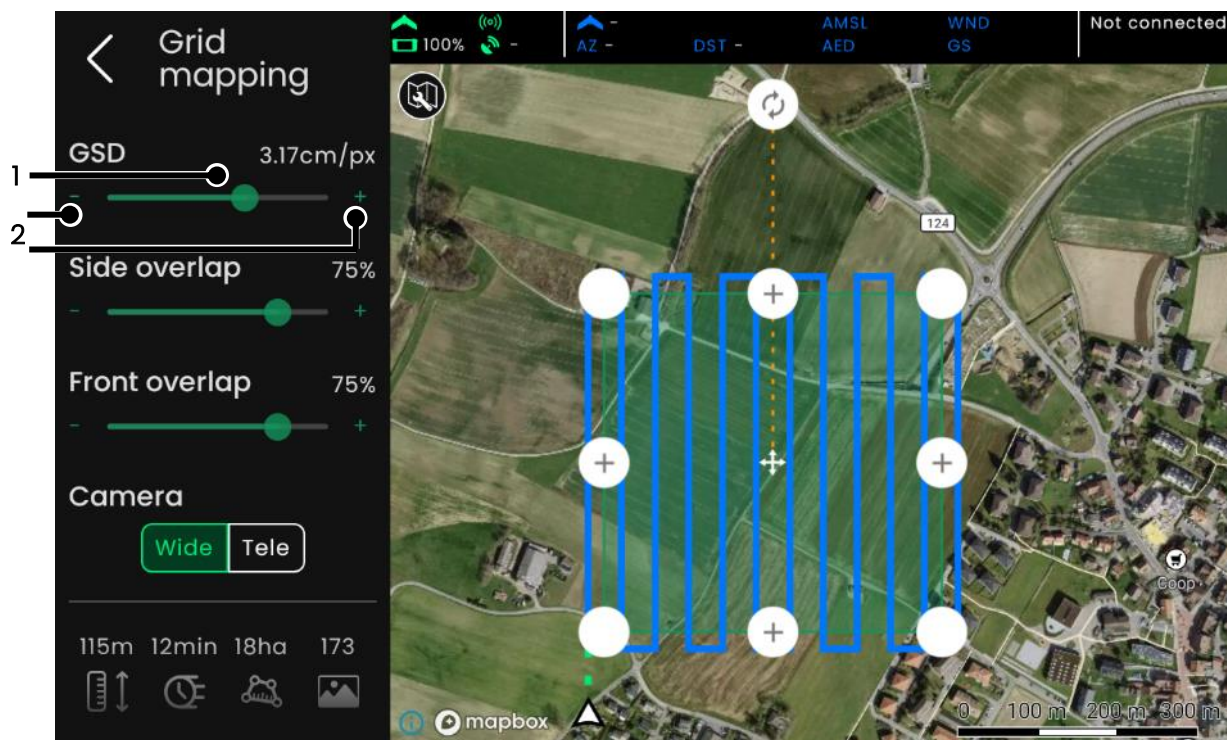 Grid
mapping
GSD 3.17cm/px
1
- +
2
Side overlap 75%
- +
Front overlap 75%
- +
Camera
Wide Tele
115m 12min 18ha 173
100% -
- AMSL WND
AZ - DST - AED GS
Not connected
124
Coop
mapbox
0 100 m 200 m 300 m